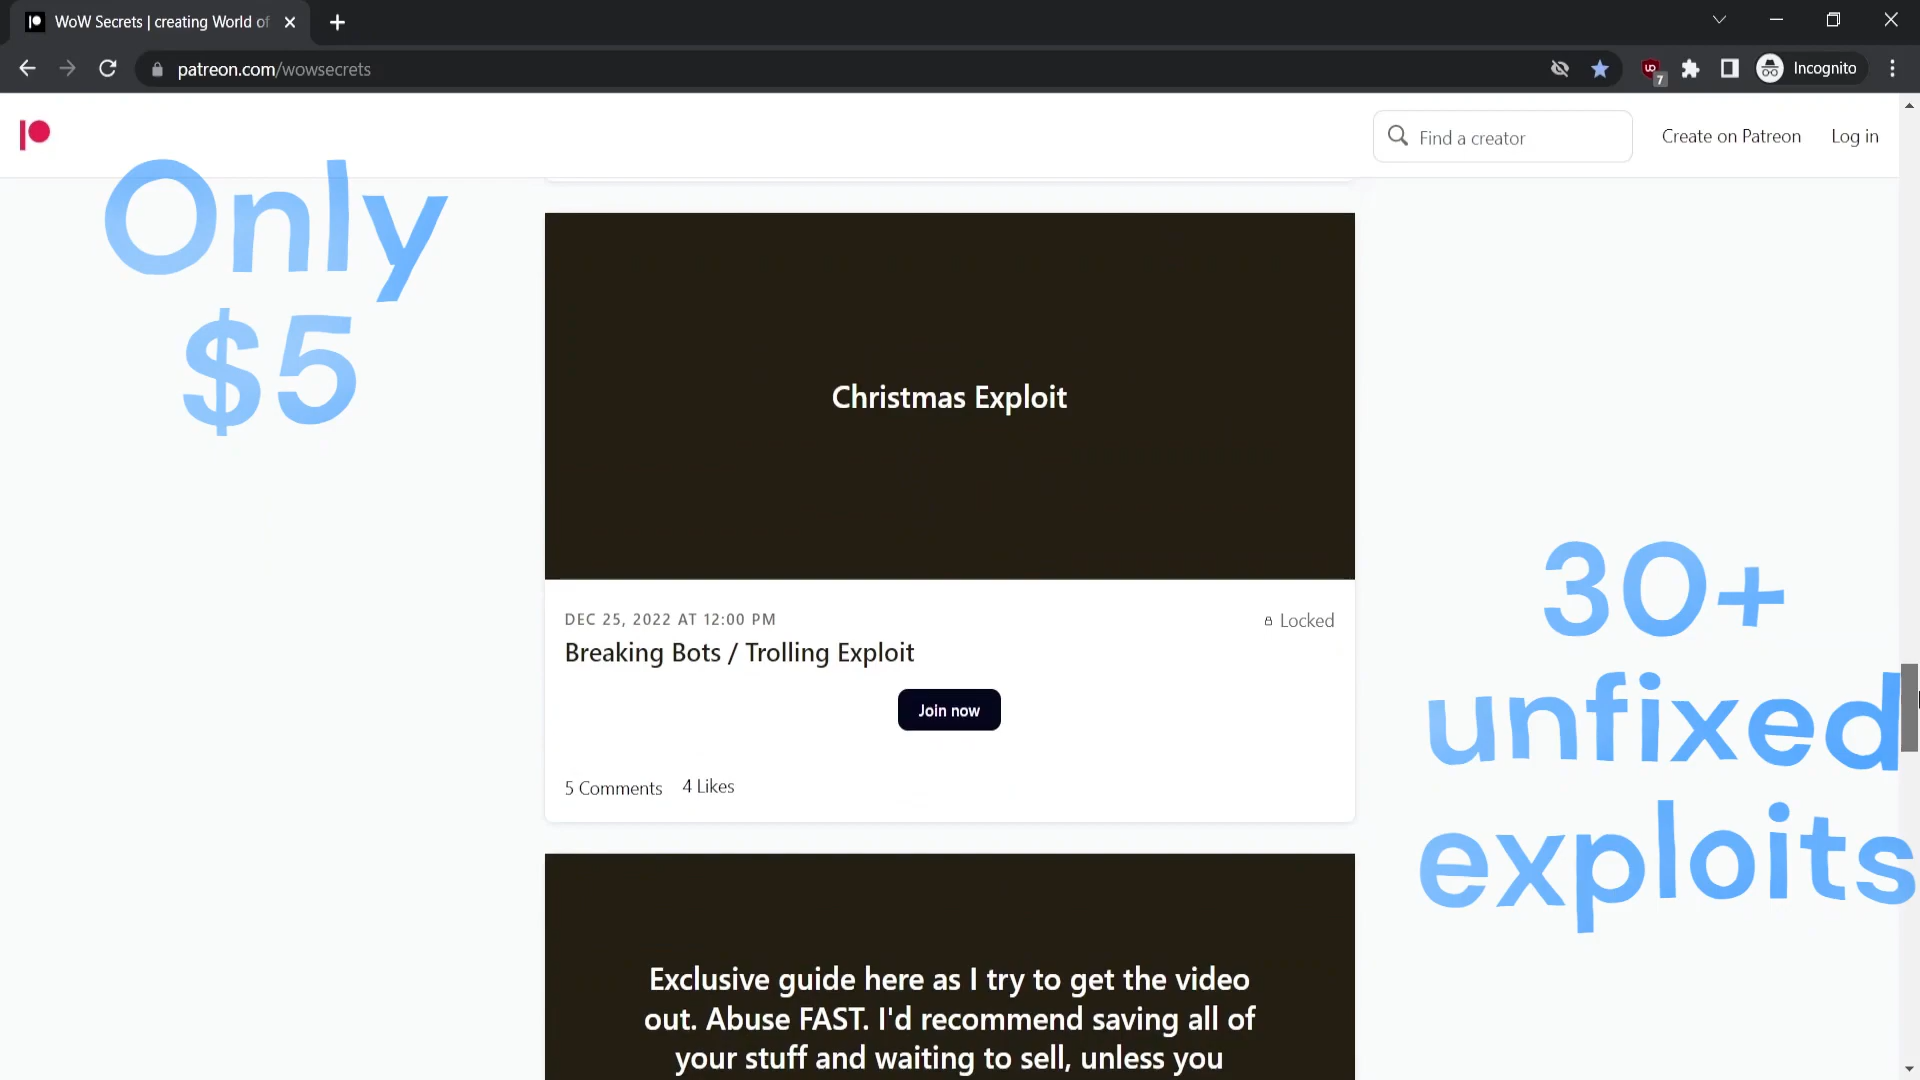 WoW Secrets | creating World of
patreon.com/wowsecrets
7
Incognito
Find a creator
Create on Patreon
Log in
Only
$5
Christmas Exploit
DEC 25, 2022 AT 12:00 PM
Locked
Breaking Bots / Trolling Exploit
Join now
5 Comments
4 Likes
30+
unfixed
exploits
Exclusive guide here as I try to get the video
out. Abuse FAST. I'd recommend saving all of
your stuff and waiting to sell, unless you